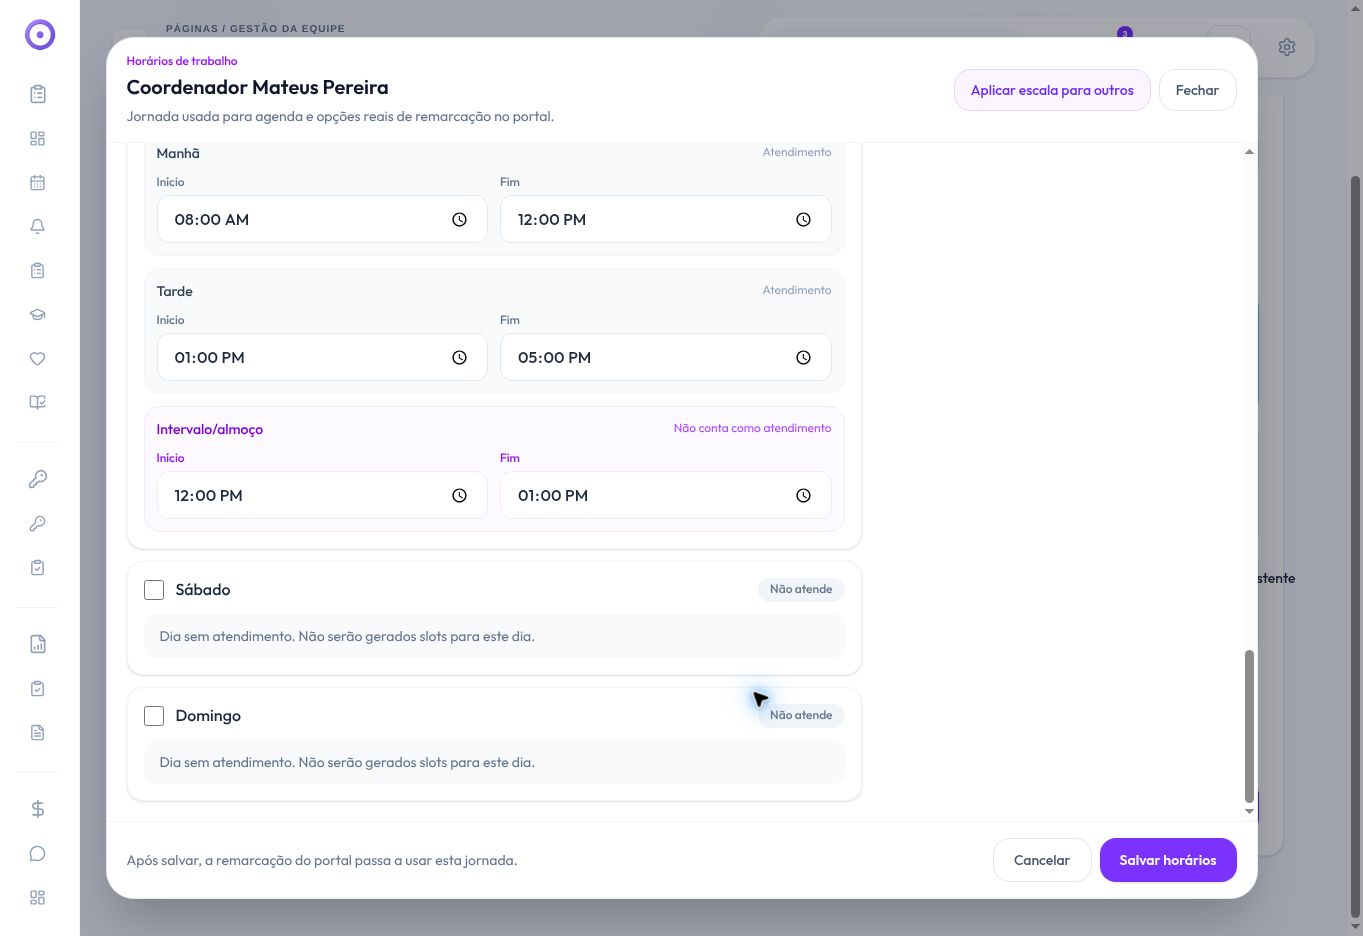 PÁGINAS / GESTÃO DA EQUIPE
3
Horários de trabalho
Coordenador Mateus Pereira
Jornada usada para agenda e opções reais de remarcação no portal.
Aplicar escala para outros
Fechar
Manhã
Atendimento
Início
Fim
08:00 AM
12:00 PM
Tarde
Atendimento
Início
Fim
01:00 PM
05:00 PM
Intervalo/almoço
Não conta como atendimento
Início
Fim
12:00 PM
01:00 PM
Sábado
Não atende
Dia sem atendimento. Não serão gerados slots para este dia.
Domingo
Não atende
Dia sem atendimento. Não serão gerados slots para este dia.
Após salvar, a remarcação do portal passa a usar esta jornada.
Cancelar
Salvar horários